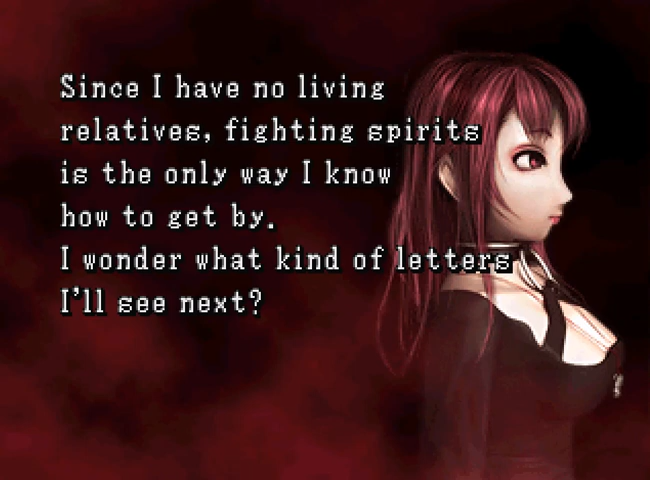 Since I have no living
relatives, fighting spirits
is the only way I know
how to get by.
I wonder what kind of letters
I'll see next?